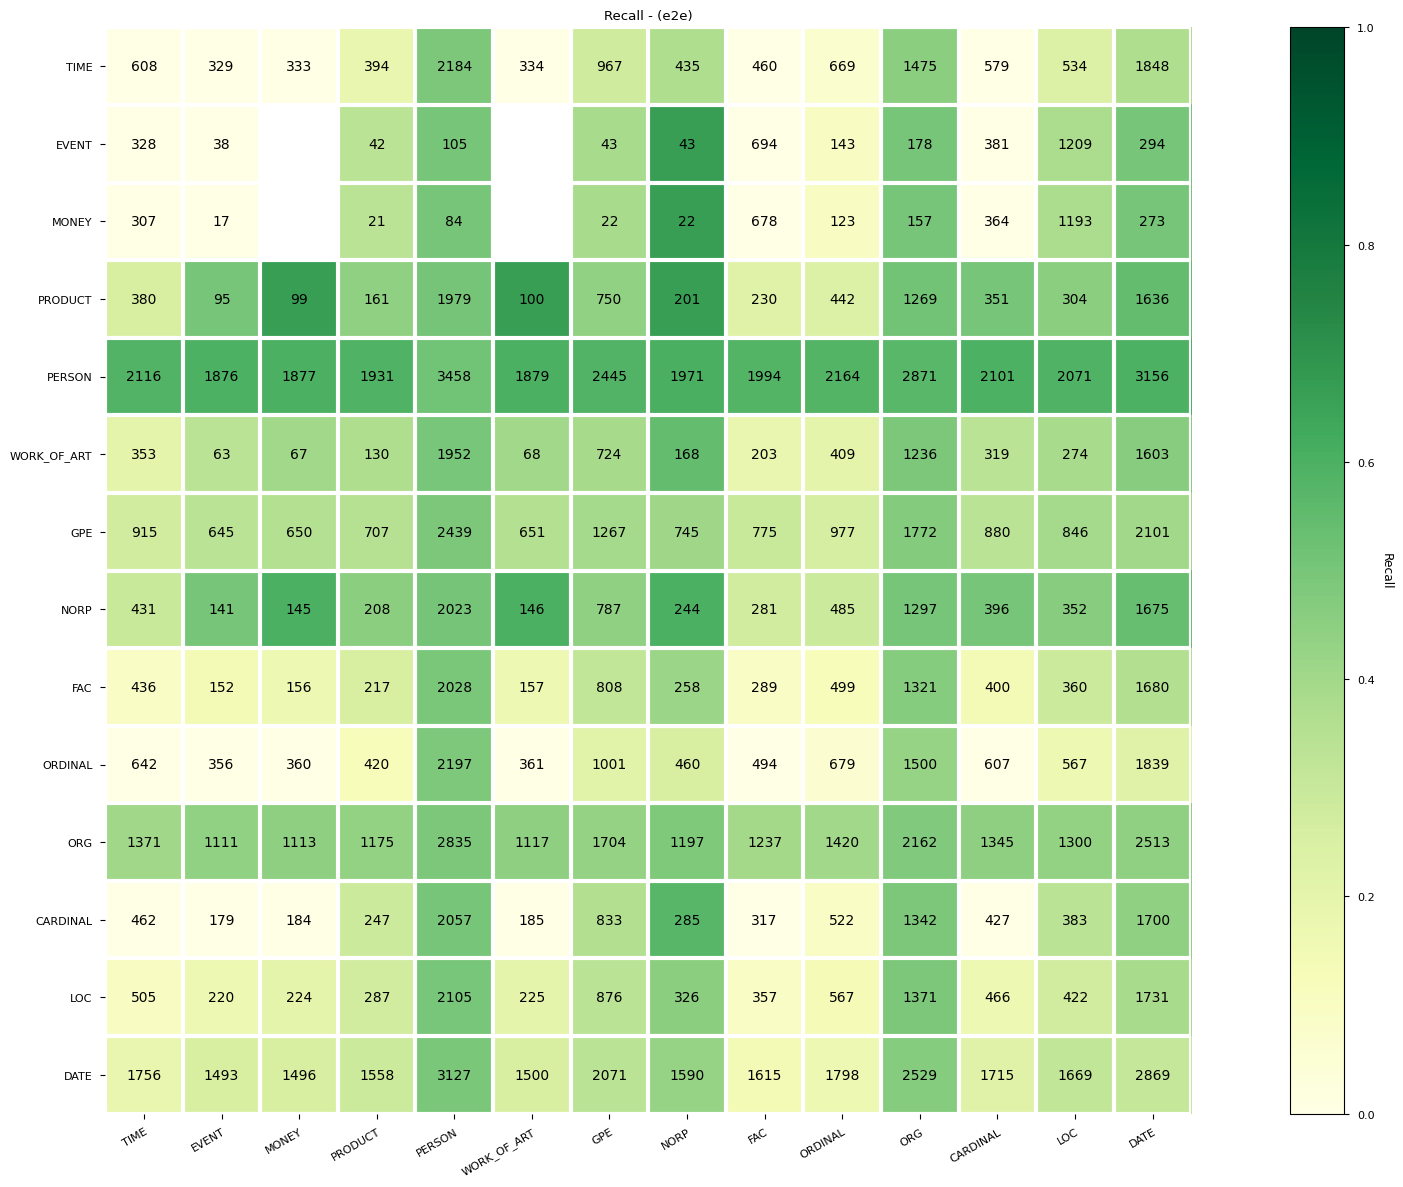 Recall - (e2e)
TIME 608 329 333 394 2184 334 967 435 460 669 1475 579 534 1848
EVENT 328 38 42 105 43 43 694 143 178 381 1209 294
MONEY 307 17 21 84 22 22 678 123 157 364 1193 273
PRODUCT 380 95 99 161 1979 100 750 201 230 442 1269 351 304 1636
PERSON 2116 1876 1877 1931 3458 1879 2445 1971 1994 2164 2871 2101 2071 3156
WORK_OF_ART 353 63 67 130 1952 68 724 168 203 409 1236 319 274 1603
GPE 915 645 650 707 2439 651 1267 745 775 977 1772 880 846 2101
NORP 431 141 145 208 2023 146 787 244 281 485 1297 396 352 1675
FAC 436 152 156 217 2028 157 808 258 289 499 1321 400 360 1680
ORDINAL 642 356 360 420 2197 361 1001 460 494 679 1500 607 567 1839
ORG 1371 1111 1113 1175 2835 1117 1704 1197 1237 1420 2162 1345 1300 2513
CARDINAL 462 179 184 247 2057 185 833 285 317 522 1342 427 383 1700
LOC 505 220 224 287 2105 225 876 326 357 567 1371 466 422 1731
DATE 1756 1493 1496 1558 3127 1500 2071 1590 1615 1798 2529 1715 1669 2869
TIME EVENT MONEY PRODUCT PERSON WORK_OF_ART GPE NORP FAC ORDINAL ORG CARDINAL LOC DATE
1.0
0.8
0.6
0.4
0.2
0.0
Recall